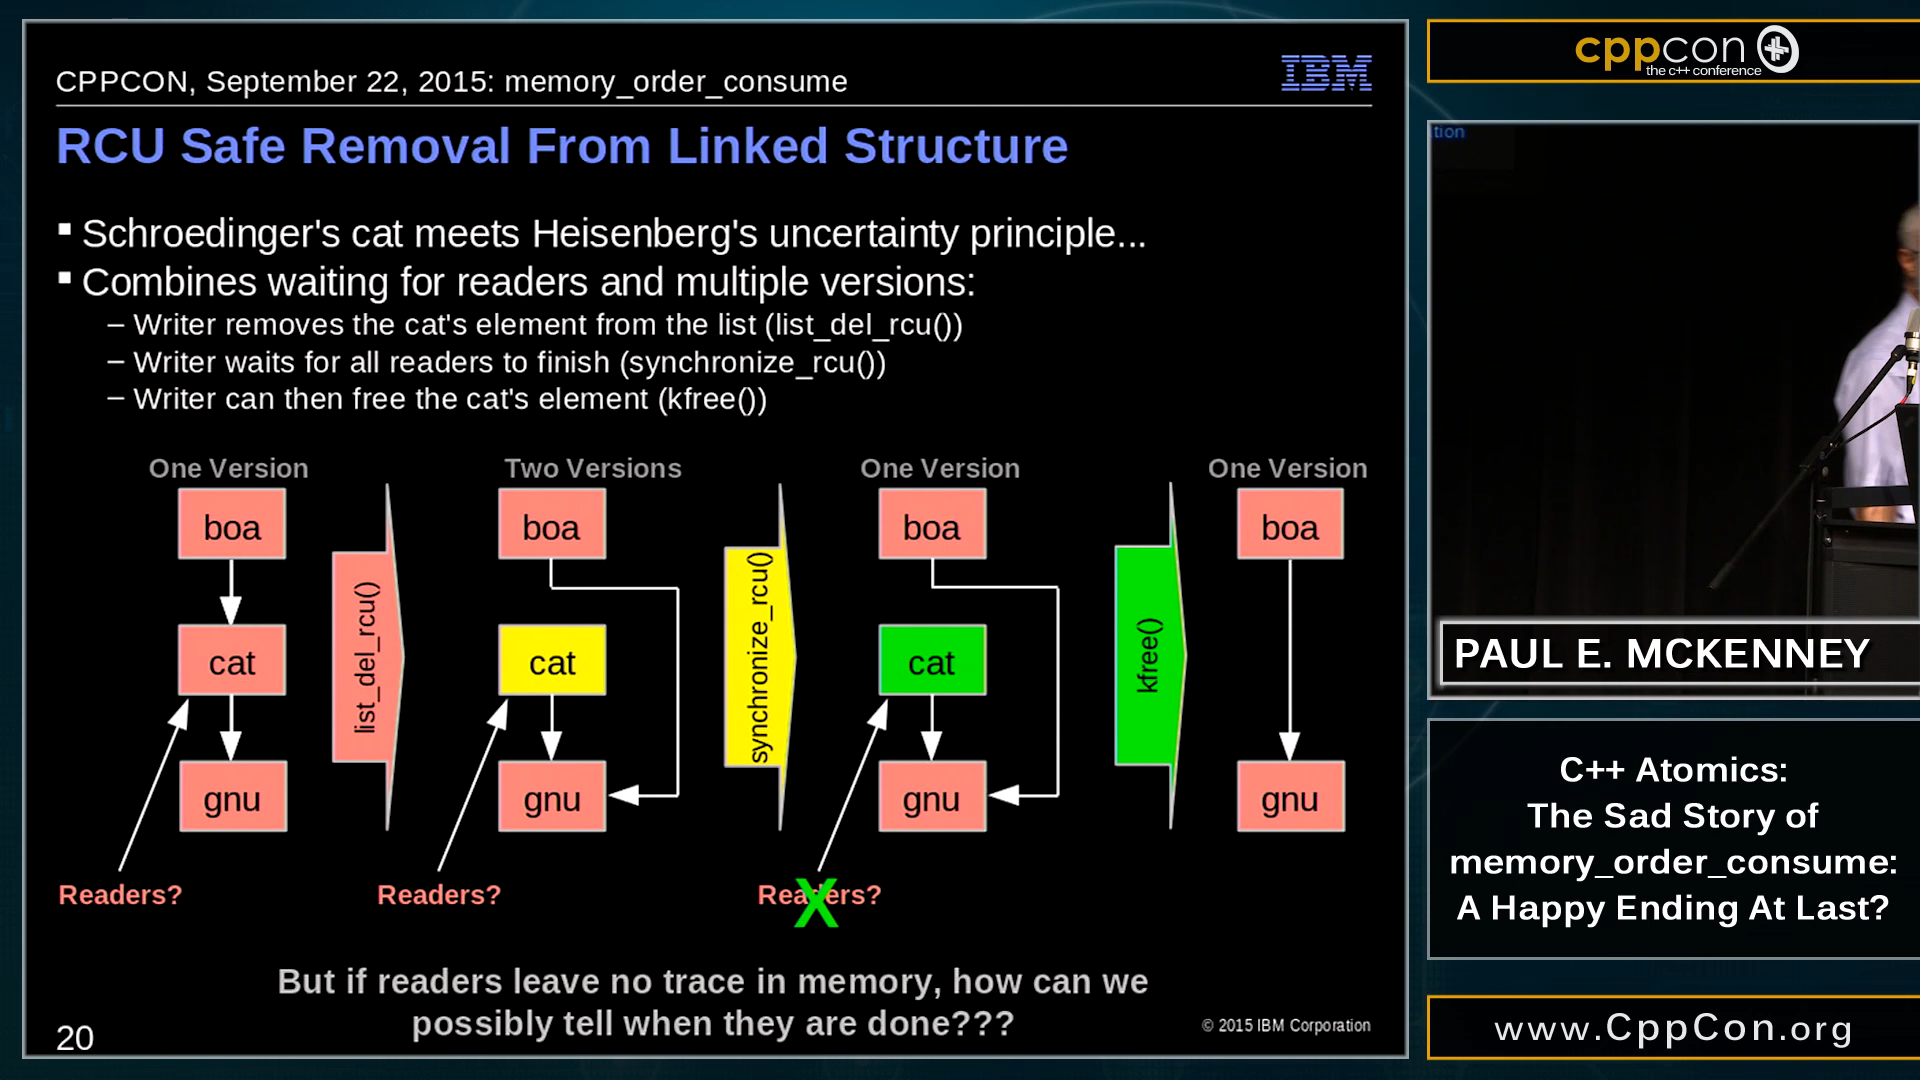 CPPCON, September 22, 2015: memory_order_consume
IBM
RCU Safe Removal From Linked Structure
Schroedinger's cat meets Heisenberg's uncertainty principle...
Combines waiting for readers and multiple versions:
– Writer removes the cat's element from the list (list_del_rcu())
– Writer waits for all readers to finish (synchronize_rcu())
– Writer can then free the cat's element (kfree())
One Version
boa
cat
gnu
Readers?
list_del_rcu()
Two Versions
boa
cat
gnu
Readers?
synchronize_rcu()
One Version
boa
cat
gnu
Readers?
X
kfree()
One Version
boa
gnu
But if readers leave no trace in memory, how can we
possibly tell when they are done???
20
© 2015 IBM Corporation
cppcon
the c++ conference
tion
PAUL E. MCKENNEY
C++ Atomics:
The Sad Story of
memory_order_consume:
A Happy Ending At Last?
www.CppCon.org